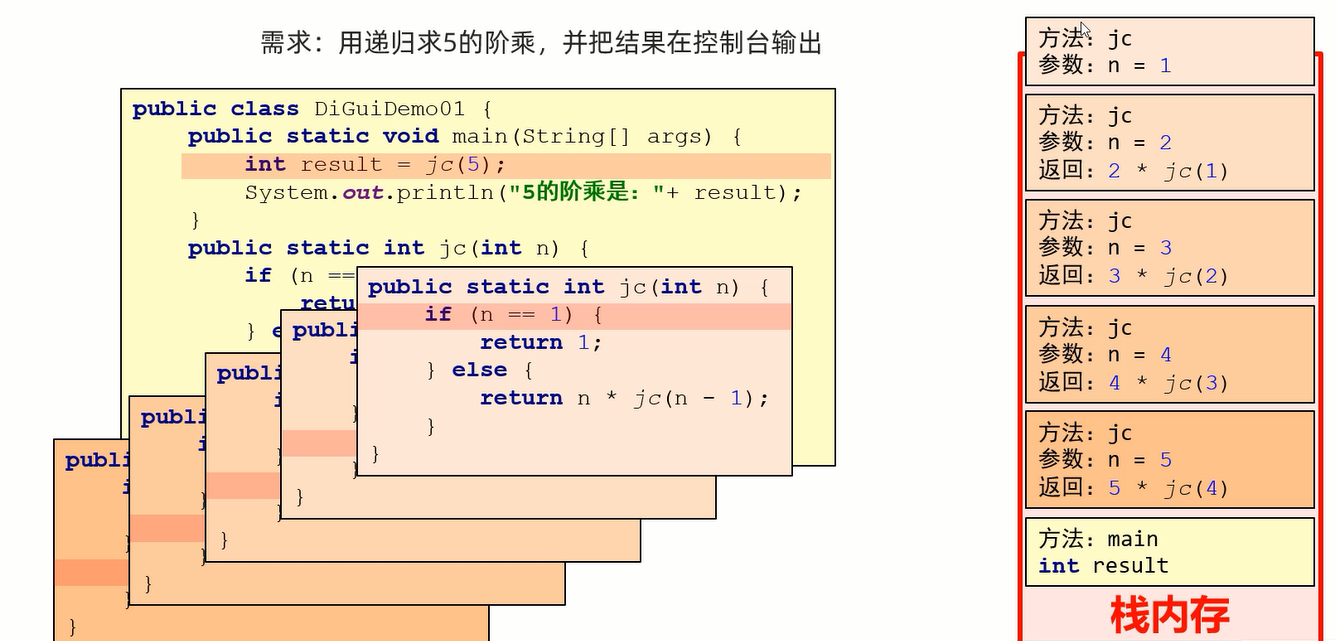 需求：用递归求5的阶乘，并把结果在控制台输出
public class DiGuiDemo01 {
public static void main(String[] args) {
int result = jc(5);
System.out.println("5的阶乘是："+ result);
}
public static int jc(int n) {
if (n ==
retu
} e
public static int jc(int n) {
if (n == 1) {
return 1;
} else {
return n * jc(n - 1);
}
}
publi
i
}
}
}
publi
i
}
}
}
publi
i
}
}
}
publi
i
}
}
}
方法：jc
参数：n = 1
方法：jc
参数：n = 2
返回：2 * jc(1)
方法：jc
参数：n = 3
返回：3 * jc(2)
方法：jc
参数：n = 4
返回：4 * jc(3)
方法：jc
参数：n = 5
返回：5 * jc(4)
方法：main
int result
栈内存